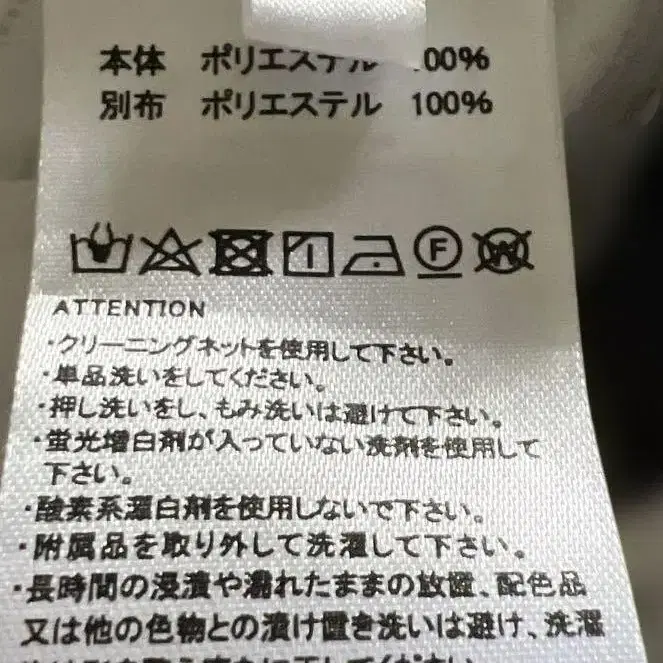 本体 ポリエステル 100%
別布 ポリエステル 100%
F
W
ATTENTION
・クリーニングネットを使用して下さい。
・単品洗いをしてください。
・押し洗いをし、もみ洗いは避けて下さい。
・蛍光増白剤が入っていない洗剤を使用して
下さい。
・酸素系漂白剤を使用しないで下さい。
・附属品を取り外して洗濯して下さい。
・長時間の浸漬や濡れたままの放置、配色品
又は他の色物との漬け置き洗いは避け、洗濯